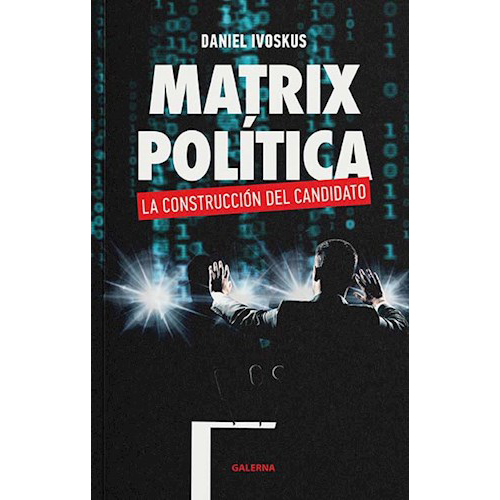 DANIEL IVOSKUS
MATRIX
POLÍTICA
LA CONSTRUCCIÓN DEL CANDIDATO
GALERNA